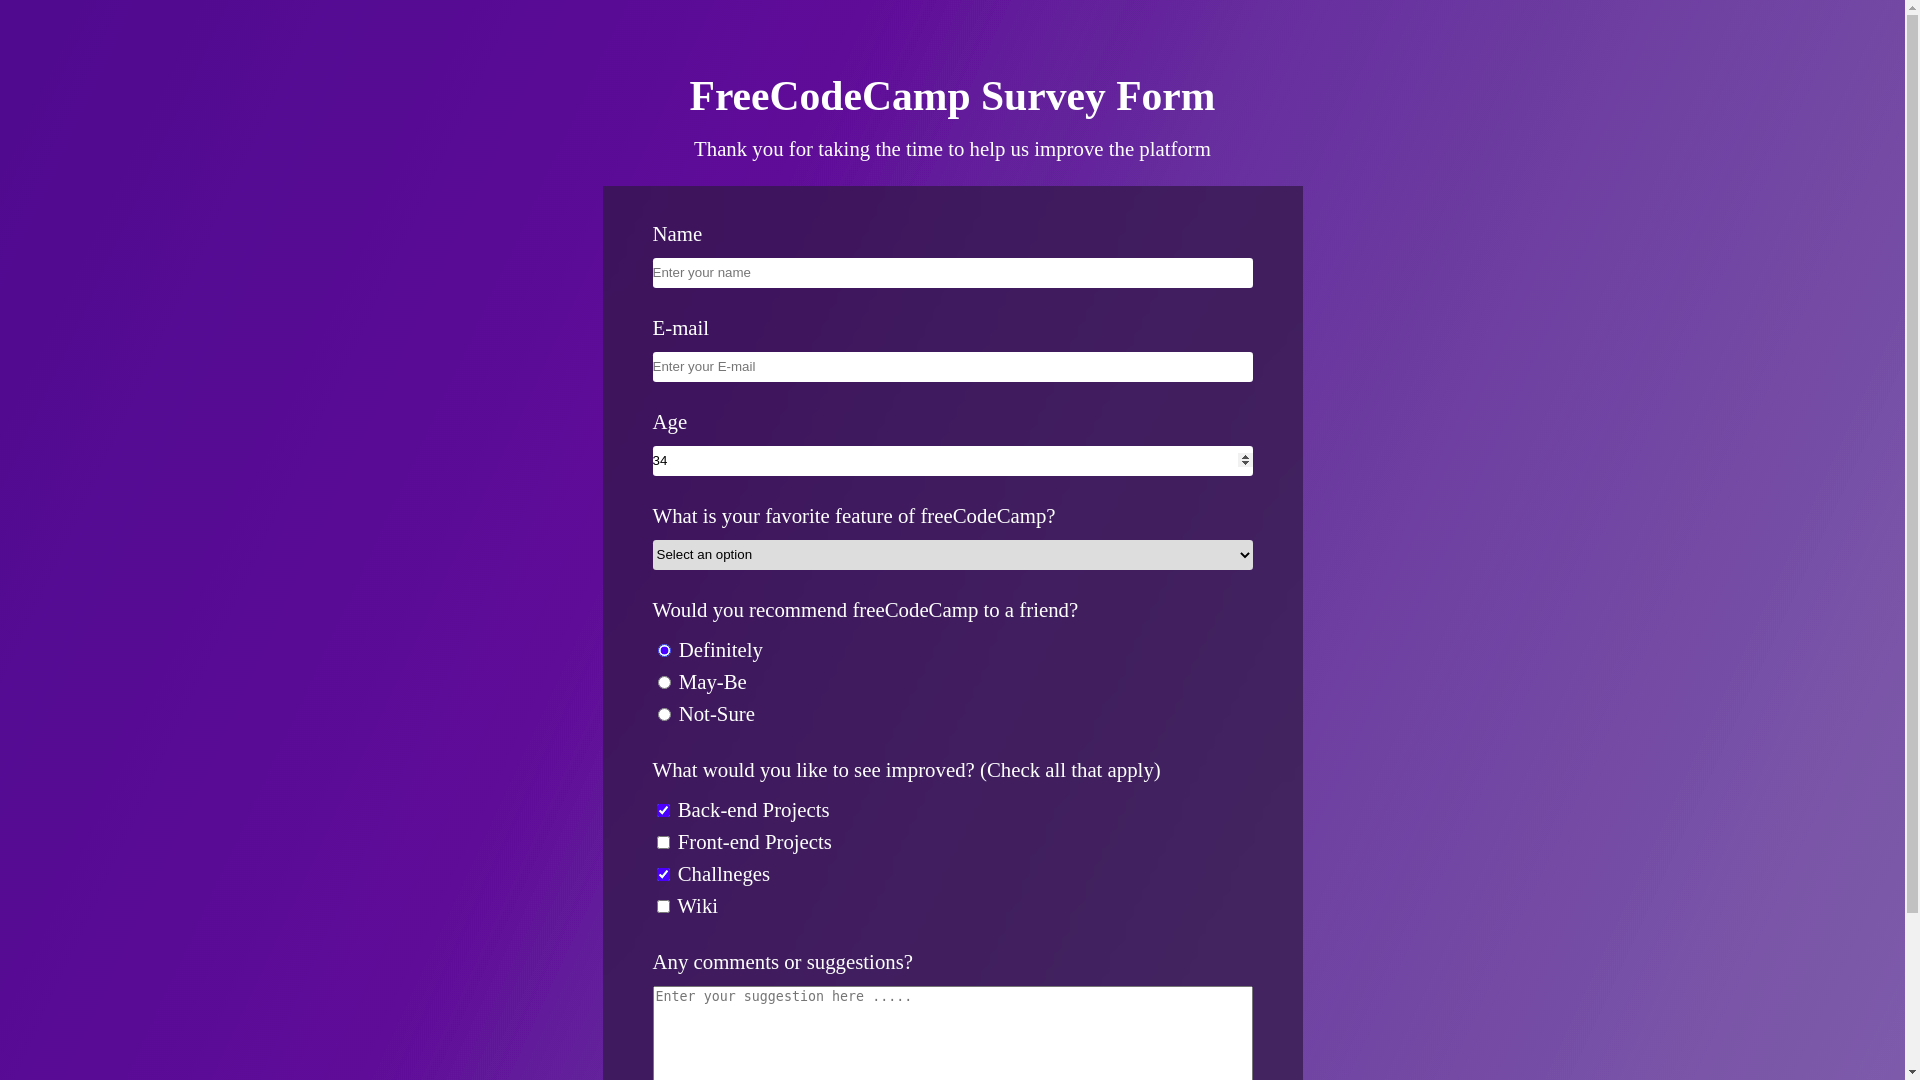 FreeCodeCamp Survey Form
Thank you for taking the time to help us improve the platform
Name
Enter your name
E-mail
Enter your E-mail
Age
34
What is your favorite feature of freeCodeCamp?
Select an option
Would you recommend freeCodeCamp to a friend?
Definitely
May-Be
Not-Sure
What would you like to see improved? (Check all that apply)
Back-end Projects
Front-end Projects
Challneges
Wiki
Any comments or suggestions?
Enter your suggestion here .....